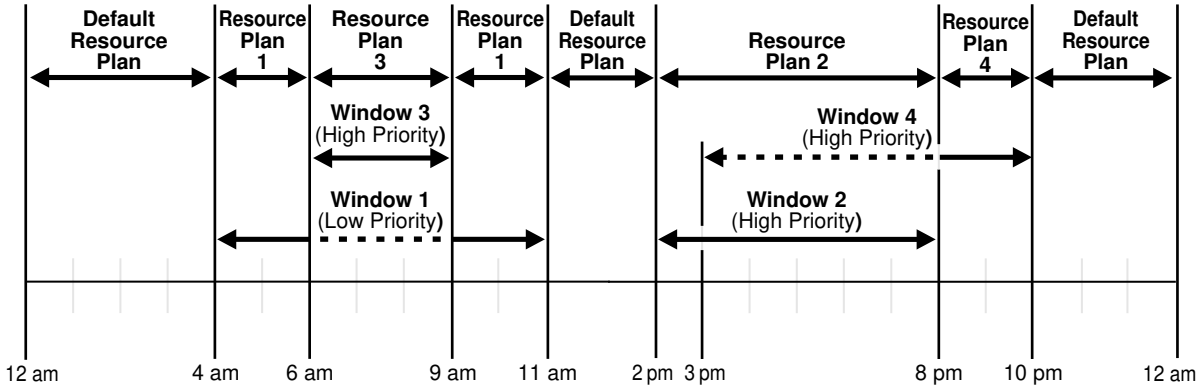 Default
Resource
Plan
Resource
Plan
1
Resource
Plan
3
Resource
Plan
1
Default
Resource
Plan
Resource
Plan 2
Resource
Plan
4
Default
Resource
Plan
Window 3
(High Priority)
Window 4
(High Priority)
Window 1
(Low Priority)
Window 2
(High Priority)
12 am
4 am
6 am
9 am
11 am
2 pm
3 pm
8 pm
10 pm
12 am